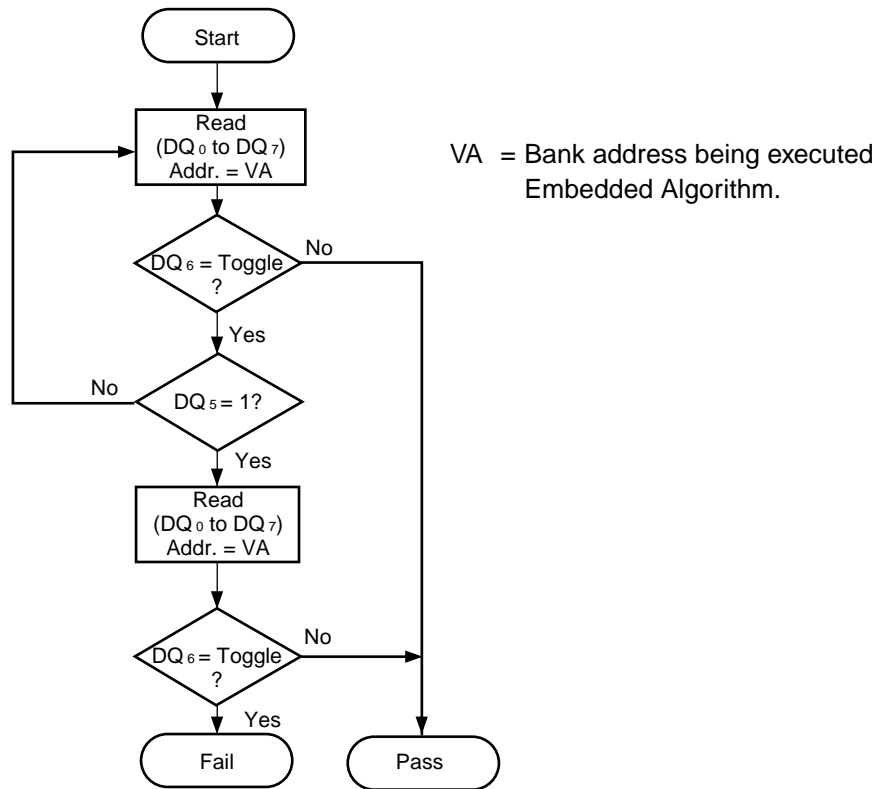 Start
Read
(DQ0 to DQ7)
Addr. = VA
VA = Bank address being executed
Embedded Algorithm.
DQ6 = Toggle
?
No
Yes
DQ5 = 1?
No
Yes
Read
(DQ0 to DQ7)
Addr. = VA
DQ6 = Toggle
?
No
Yes
Fail
Pass